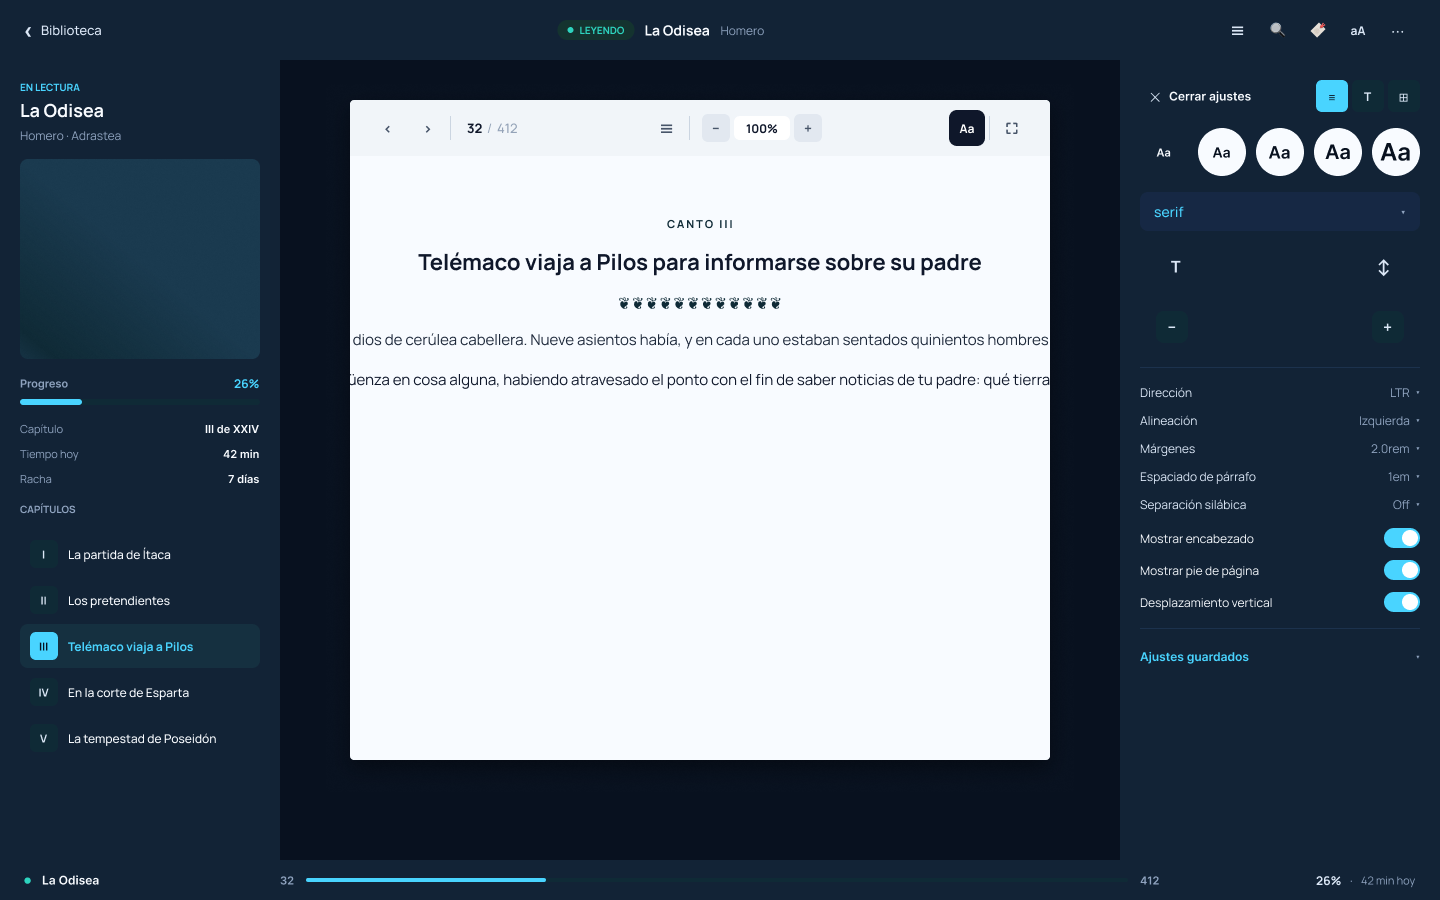 Biblioteca
LEYENDO La Odisea Homero
aA
EN LECTURA
La Odisea
Homero · Adrastea
Progreso 26%
Capítulo III de XXIV
Tiempo hoy 42 min
Racha 7 días
CAPÍTULOS
I La partida de Ítaca
II Los pretendientes
III Telémaco viaja a Pilos
IV En la corte de Esparta
V La tempestad de Poseidón
32 / 412
− 100% +
Aa
CANTO III
Telémaco viaja a Pilos para informarse sobre su padre
dios de cerúlea cabellera. Nueve asientos había, y en cada uno estaban sentados quinientos hombres
üenza en cosa alguna, habiendo atravesado el ponto con el fin de saber noticias de tu padre: qué tierra
Cerrar ajustes
T
Aa Aa Aa Aa Aa
serif
T
− +
Dirección LTR
Alineación Izquierda
Márgenes 2.0rem
Espaciado de párrafo 1em
Separación silábica Off
Mostrar encabezado
Mostrar pie de página
Desplazamiento vertical
Ajustes guardados
La Odisea
32
412
26% · 42 min hoy